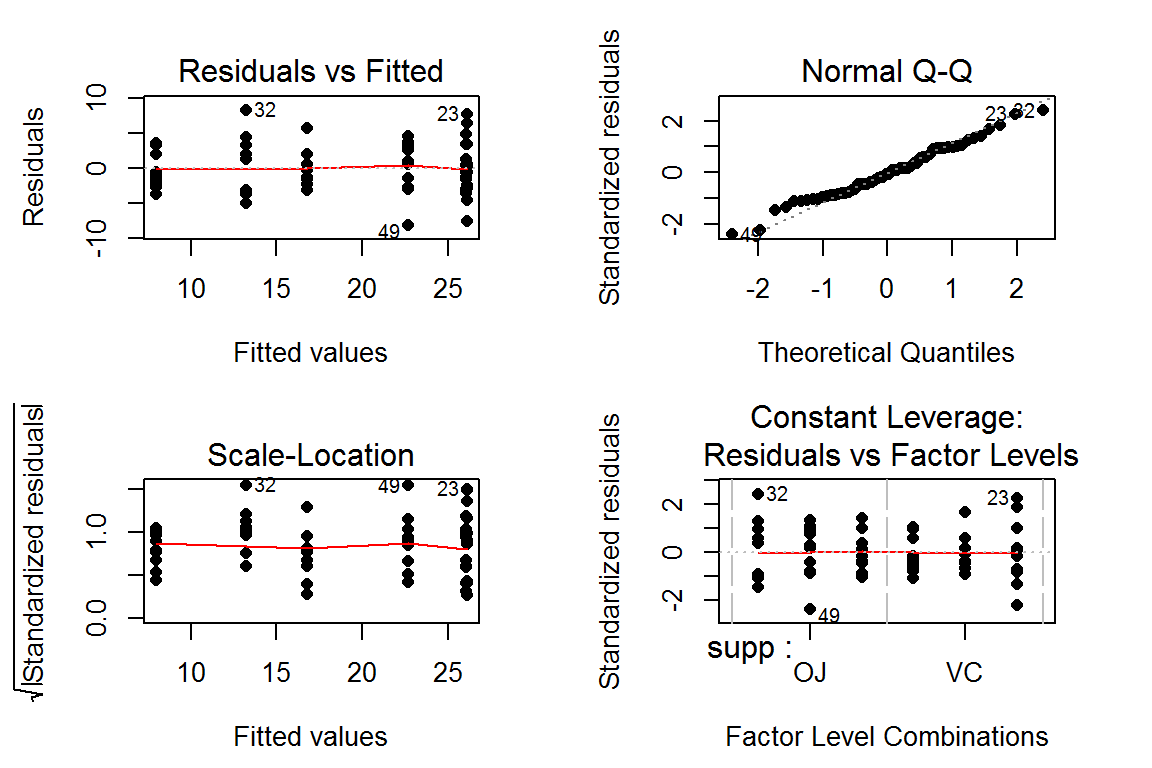 Residuals vs Fitted
Residuals
10
0
-10
32
23
49
10
15
20
25
Fitted values
Normal Q-Q
Standardized residuals
2
0
-2
23
32
49
-2
-1
0
1
2
Theoretical Quantiles
Scale-Location
√|Standardized residuals|
1.0
0.0
32
49
23
10
15
20
25
Fitted values
Constant Leverage:
Residuals vs Factor Levels
Standardized residuals
2
0
-2
32
23
49
supp :
OJ
VC
Factor Level Combinations